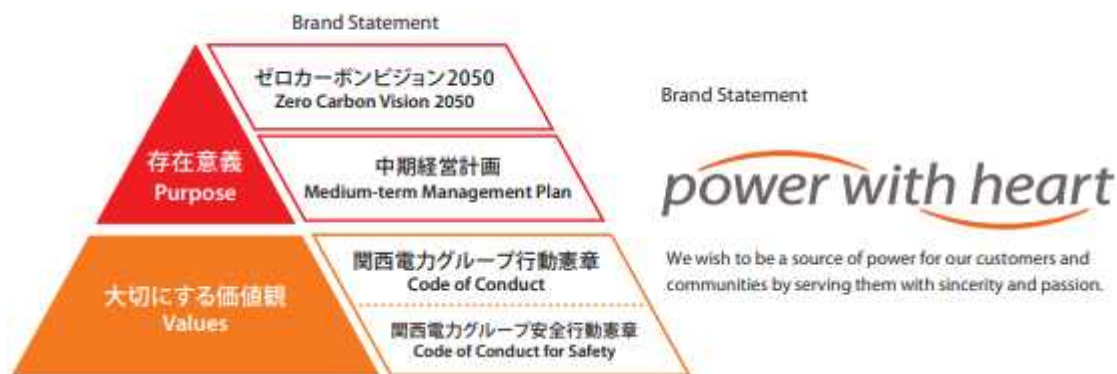 Brand Statement
ゼロカーボンビジョン2050
Zero Carbon Vision 2050
存在意義
Purpose
中期経営計画
Medium-term Management Plan
大切にする価値観
Values
関西電力グループ行動憲章
Code of Conduct
関西電力グループ安全行動憲章
Code of Conduct for Safety
Brand Statement
power with heart
We wish to be a source of power for our customers and
communities by serving them with sincerity and passion.